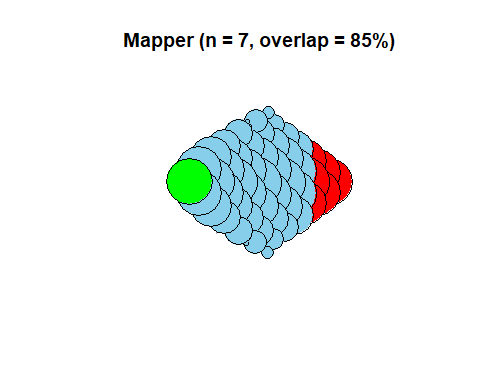 Mapper (n = 7, overlap = 85%)